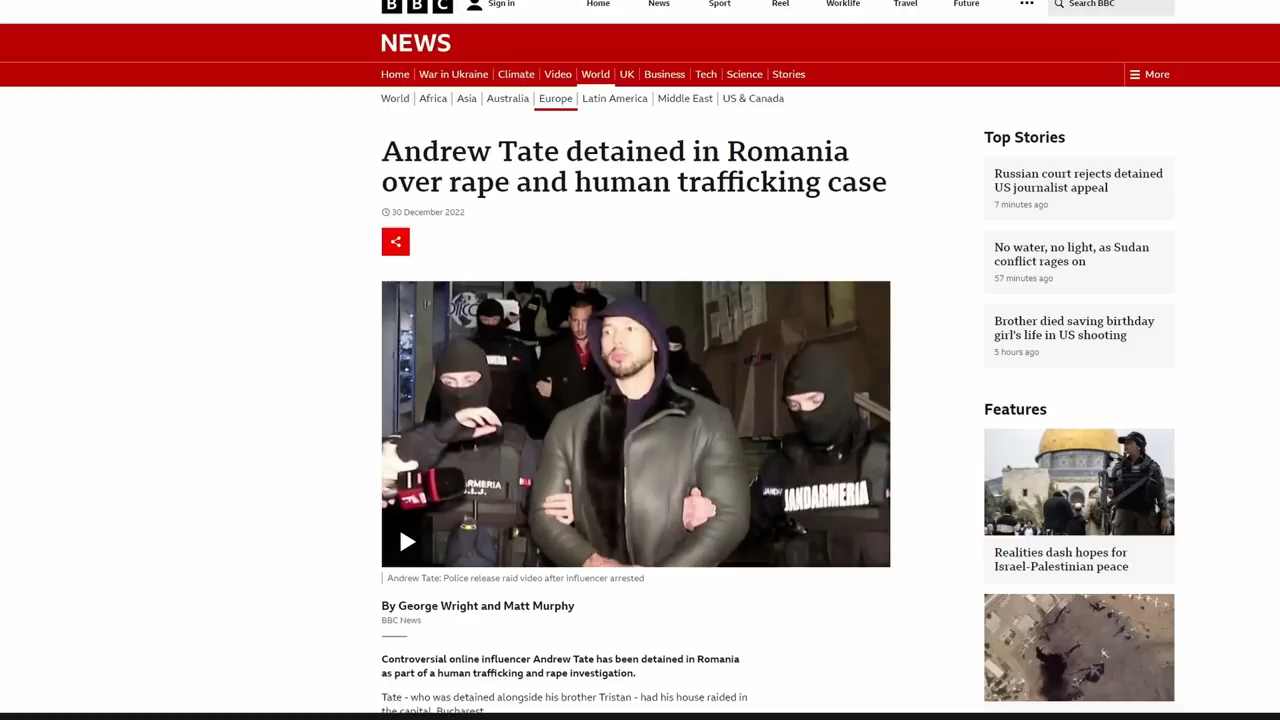 BBC
Sign in
Home
News
Sport
Reel
Worklife
Travel
Future
Search BBC
NEWS
Home
War in Ukraine
Climate
Video
World
UK
Business
Tech
Science
Stories
More
World
Africa
Asia
Australia
Europe
Latin America
Middle East
US & Canada
Andrew Tate detained in Romania
over rape and human trafficking case
30 December 2022
JANDARMERIA
Andrew Tate: Police release raid video after influencer arrested
By George Wright and Matt Murphy
BBC News
Controversial online influencer Andrew Tate has been detained in Romania
as part of a human trafficking and rape investigation.
Tate - who was detained alongside his brother Tristan - had his house raided in
the capital, Bucharest.
Top Stories
Russian court rejects detained
US journalist appeal
7 minutes ago
No water, no light, as Sudan
conflict rages on
57 minutes ago
Brother died saving birthday
girl's life in US shooting
5 hours ago
Features
Realities dash hopes for
Israel-Palestinian peace